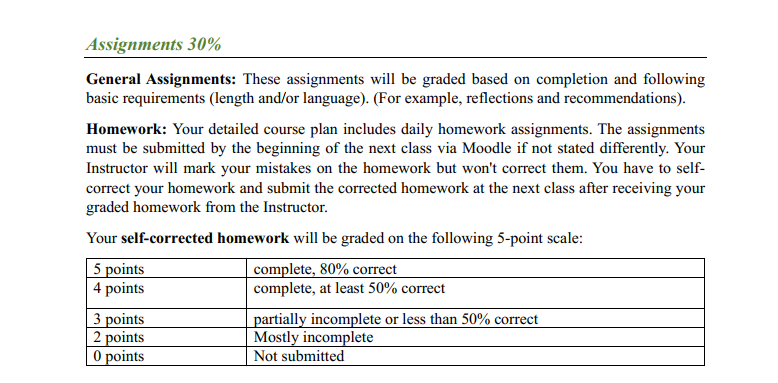 Assignments 30%
General Assignments: These assignments will be graded based on completion and following
basic requirements (length and/or language). (For example, reflections and recommendations).
Homework: Your detailed course plan includes daily homework assignments. The assignments
must be submitted by the beginning of the next class via Moodle if not stated differently. Your
Instructor will mark your mistakes on the homework but won't correct them. You have to self-
correct your homework and submit the corrected homework at the next class after receiving your
graded homework from the Instructor.
Your self-corrected homework will be graded on the following 5-point scale:
5 points complete, 80% correct
4 points complete, at least 50% correct
3 points partially incomplete or less than 50% correct
2 points Mostly incomplete
0 points Not submitted